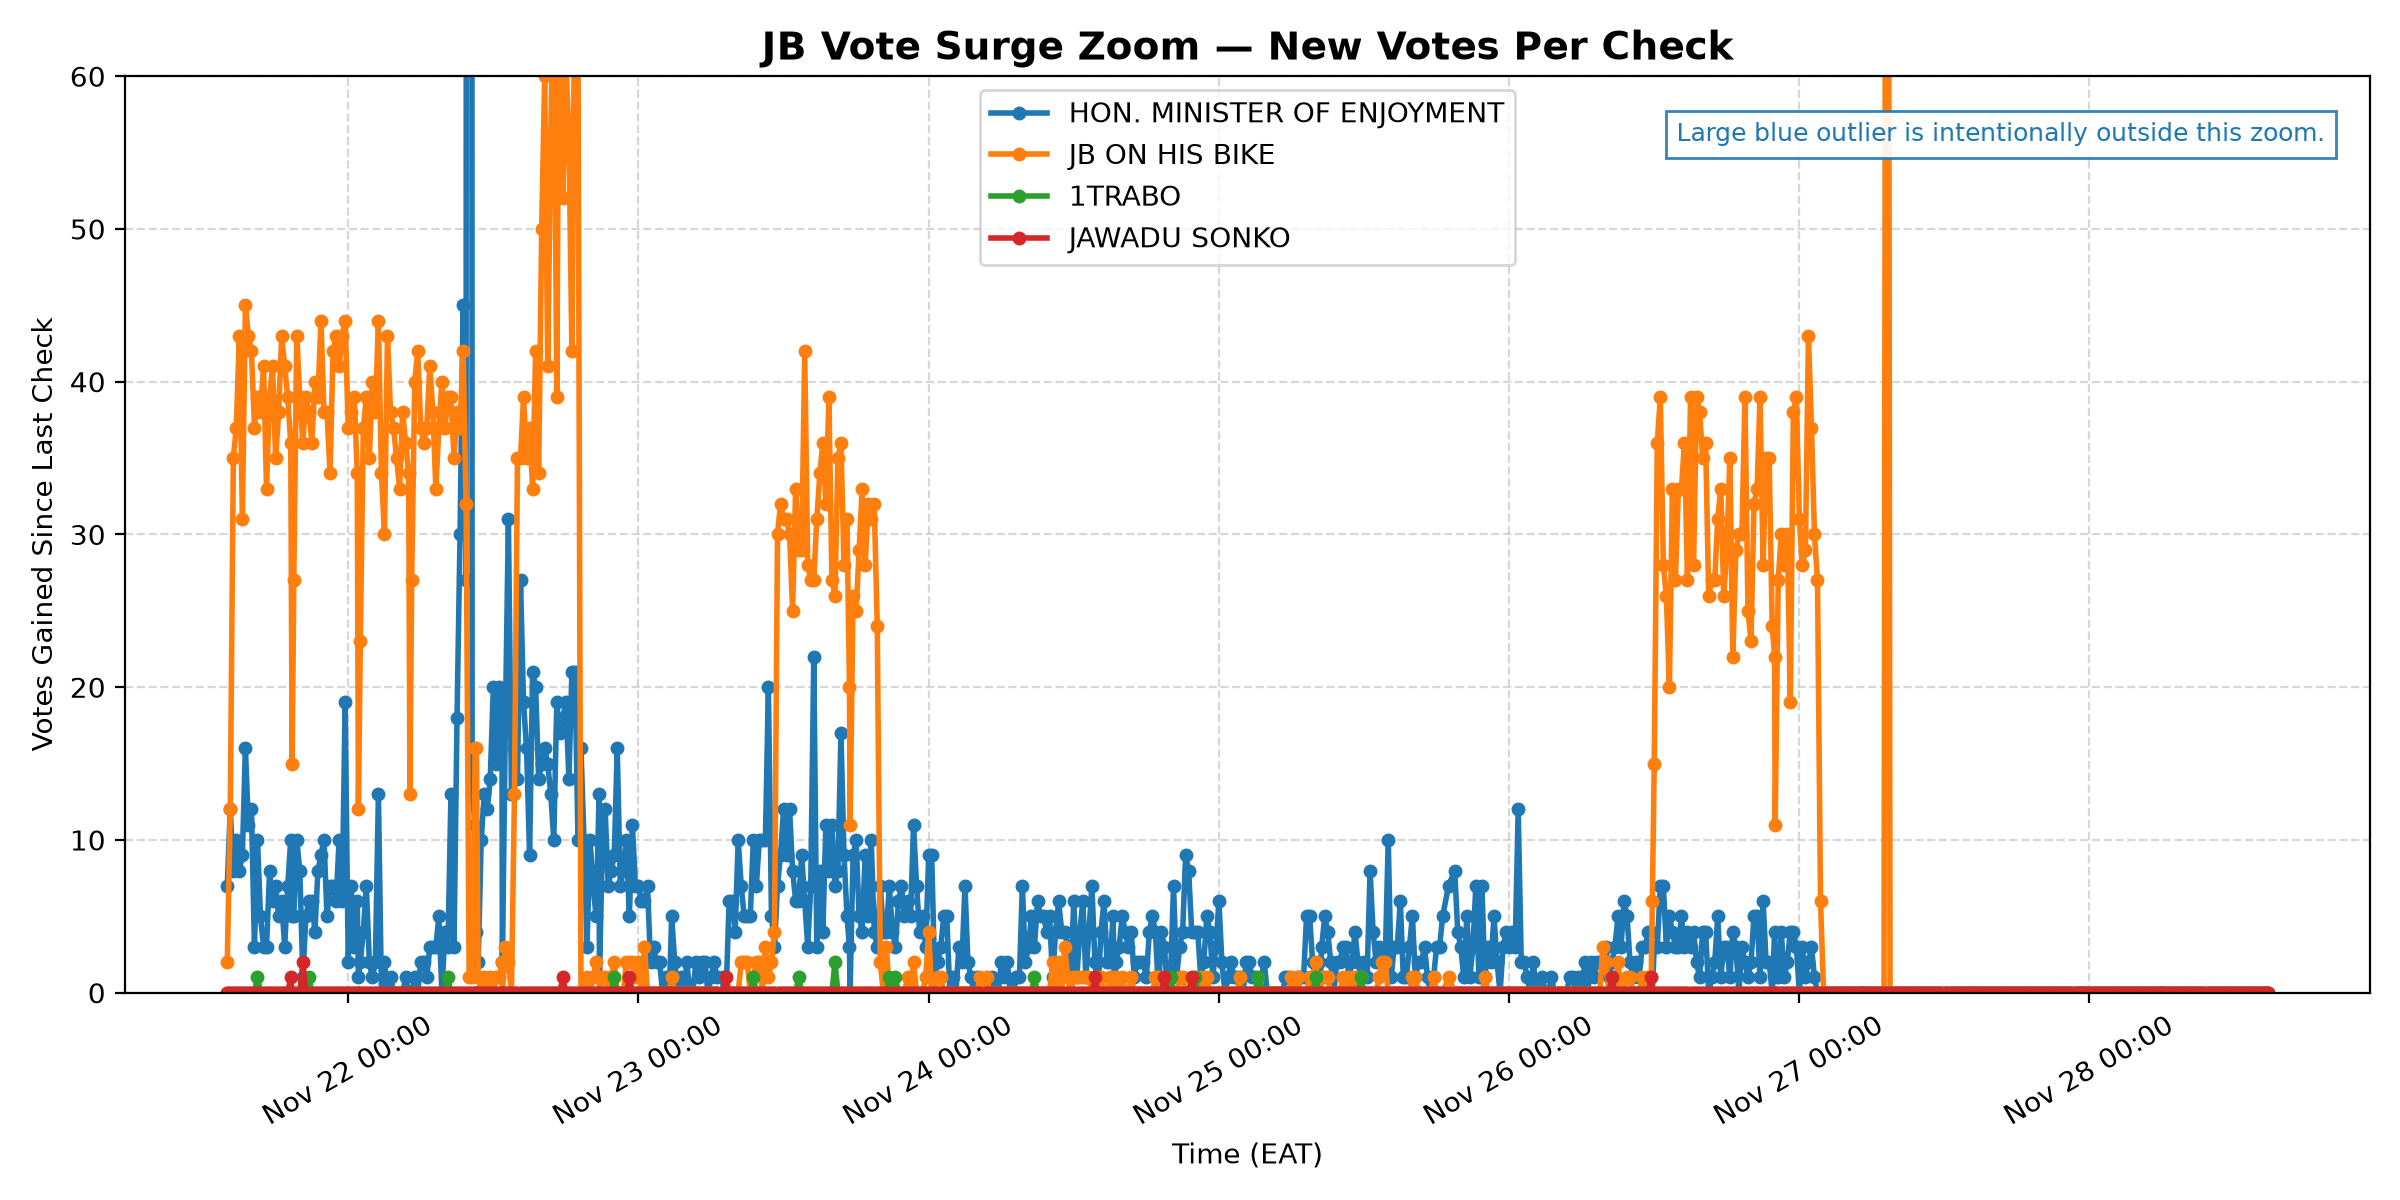 JB Vote Surge Zoom — New Votes Per Check
60
50
40
30
20
10
0
Votes Gained Since Last Check
HON. MINISTER OF ENJOYMENT
JB ON HIS BIKE
1TRABO
JAWADU SONKO
Large blue outlier is intentionally outside this zoom.
Nov 22 00:00
Nov 23 00:00
Nov 24 00:00
Nov 25 00:00
Nov 26 00:00
Nov 27 00:00
Nov 28 00:00
Time (EAT)